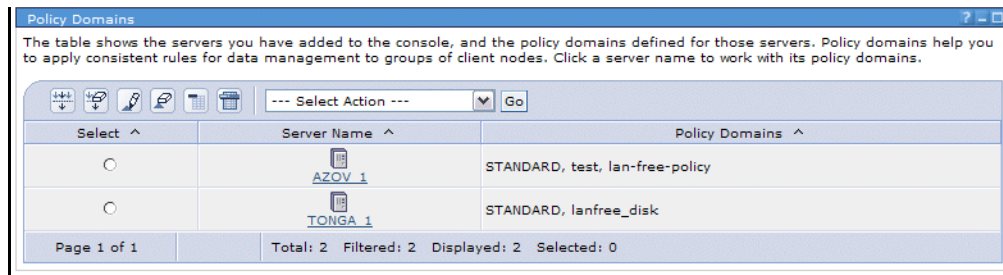 Policy Domains
The table shows the servers you have added to the console, and the policy domains defined for those servers. Policy domains help you
to apply consistent rules for data management to groups of client nodes. Click a server name to work with its policy domains.
--- Select Action --- Go
Select ^ Server Name ^ Policy Domains ^
AZOV_1 STANDARD, test, lan-free-policy
TONGA_1 STANDARD, lanfree_disk
Page 1 of 1 Total: 2 Filtered: 2 Displayed: 2 Selected: 0